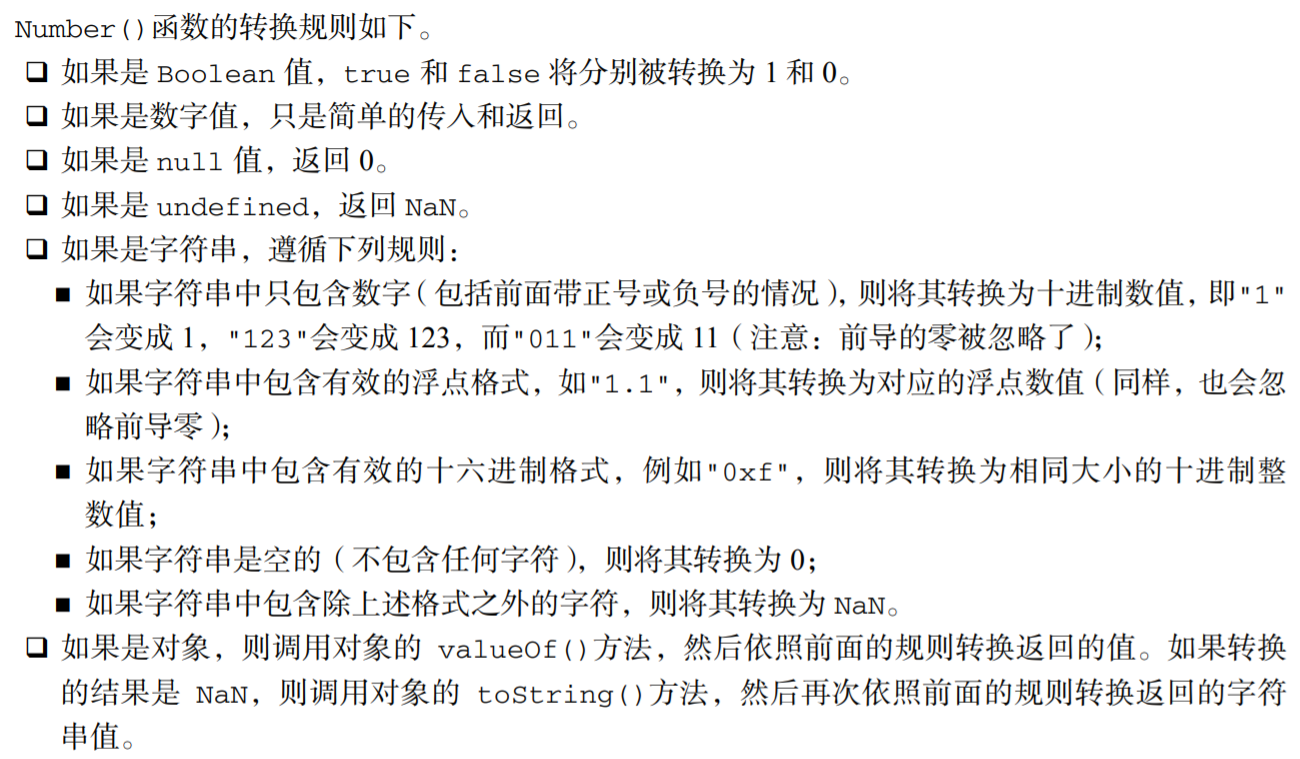 Number()函数的转换规则如下。
❑ 如果是 Boolean 值，true 和 false 将分别被转换为 1 和 0。
❑ 如果是数字值，只是简单的传入和返回。
❑ 如果是 null 值，返回 0。
❑ 如果是 undefined，返回 NaN。
❑ 如果是字符串，遵循下列规则：
■ 如果字符串中只包含数字（包括前面带正号或负号的情况），则将其转换为十进制数值，即"1"
会变成 1，"123"会变成 123，而"011"会变成 11（注意：前导的零被忽略了）；
■ 如果字符串中包含有效的浮点格式，如"1.1"，则将其转换为对应的浮点数值（同样，也会忽
略前导零）；
■ 如果字符串中包含有效的十六进制格式，例如"0xf"，则将其转换为相同大小的十进制整
数值；
■ 如果字符串是空的（不包含任何字符），则将其转换为 0；
■ 如果字符串中包含除上述格式之外的字符，则将其转换为 NaN。
❑ 如果是对象，则调用对象的 valueOf()方法，然后依照前面的规则转换返回的值。如果转换
的结果是 NaN，则调用对象的 toString()方法，然后再次依照前面的规则转换返回的字符
串值。